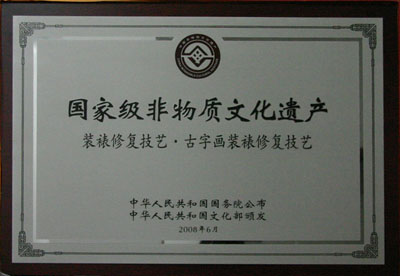 国家级非物质文化遗产
装裱修复技艺·古字画装裱修复技艺
中华人民共和国国务院公布
中华人民共和国文化部颁发
2008年6月